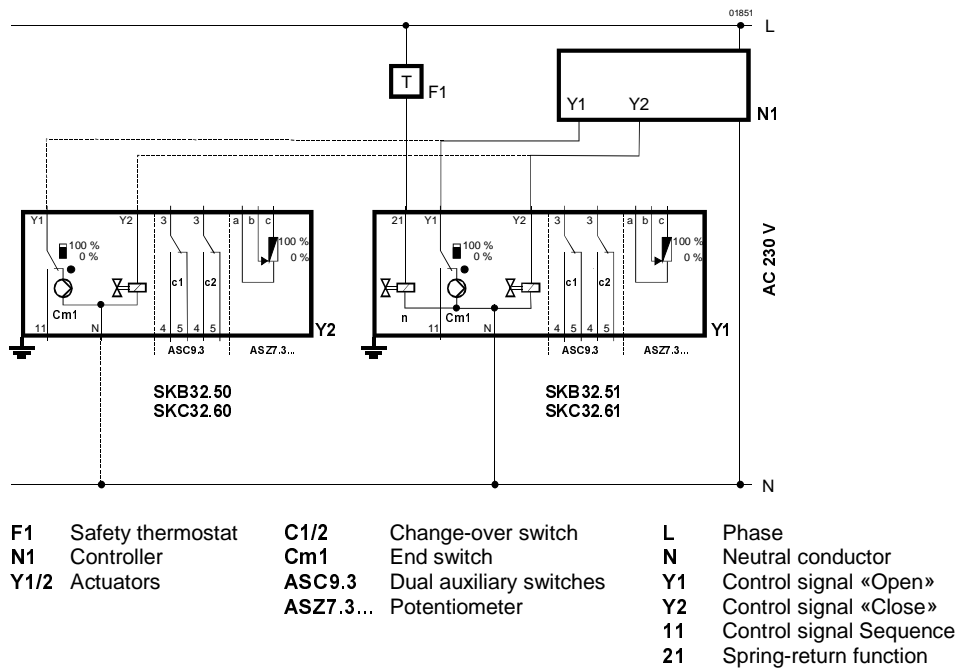 01851
L
T
F1
Y1 Y2
N1
Y1 Y2 3 3 a b c
21 Y1 Y2 3 3 a b c
100 %
0 %
100 %
0 %
c1 c2
c1 c2
AC 230 V
Cm1
n Cm1
11 N 4 5 4 5
Y2
11 N 4 5 4 5
Y1
ASC9.3 ASZ7.3...
ASC9.3 ASZ7.3...
SKB32.50
SKC32.60
SKB32.51
SKC32.61
N
F1 Safety thermostat
N1 Controller
Y1/2 Actuators
C1/2 Change-over switch
Cm1 End switch
ASC9.3 Dual auxiliary switches
ASZ7.3... Potentiometer
L Phase
N Neutral conductor
Y1 Control signal «Open»
Y2 Control signal «Close»
11 Control signal Sequence
21 Spring-return function